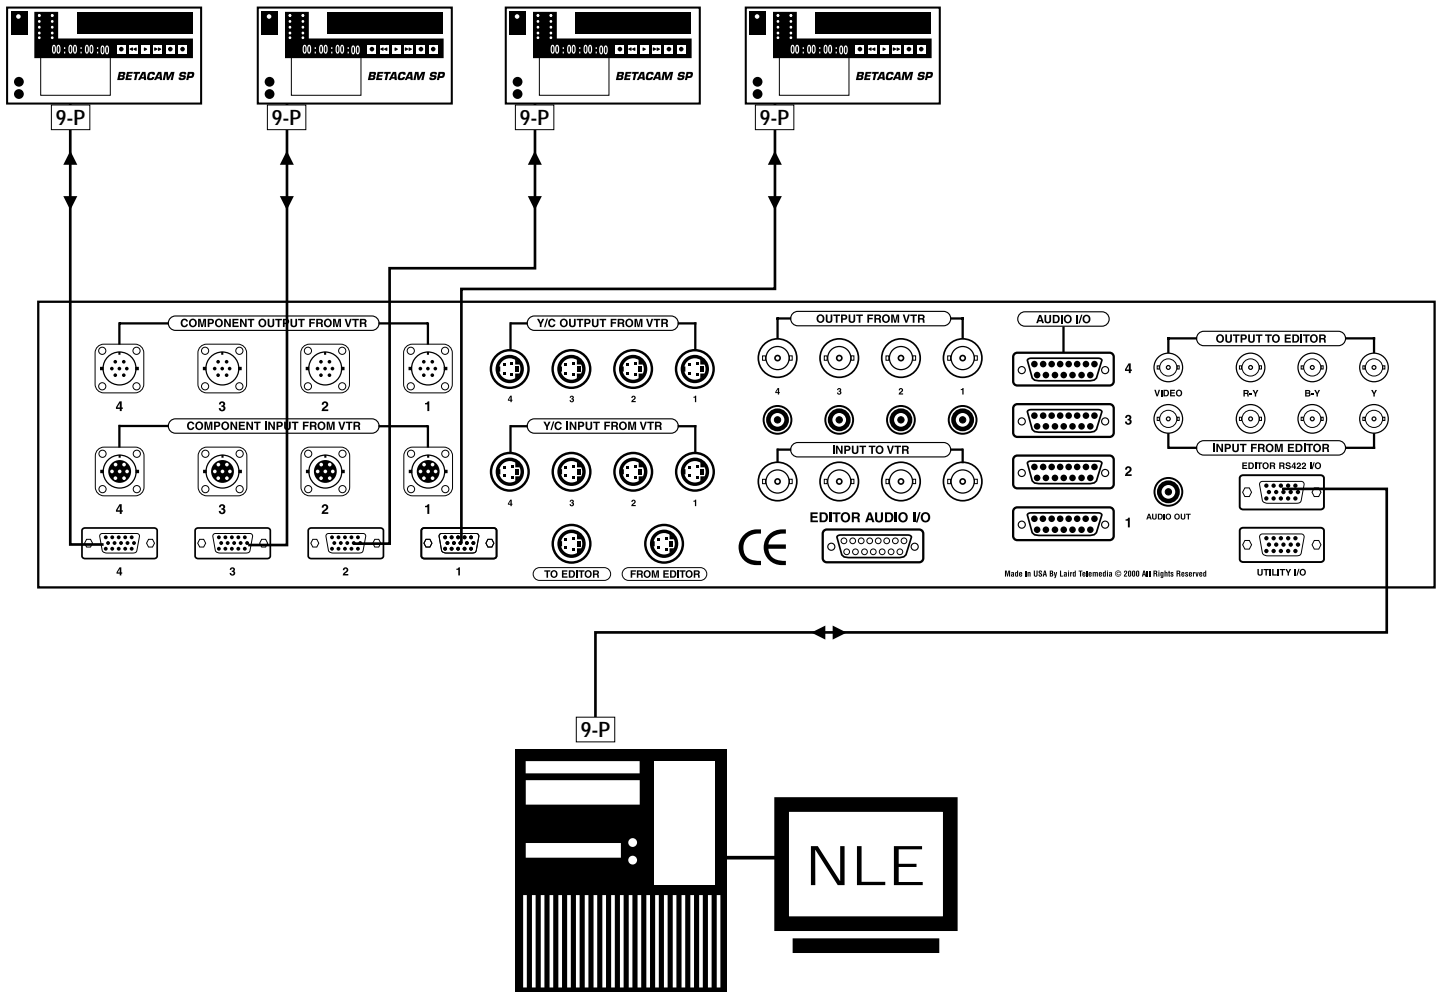 00 : 00 : 00 : 00
BETACAM SP
9-P
00 : 00 : 00 : 00
BETACAM SP
9-P
00 : 00 : 00 : 00
BETACAM SP
9-P
00 : 00 : 00 : 00
BETACAM SP
9-P
COMPONENT OUTPUT FROM VTR
4 3 2 1
COMPONENT INPUT FROM VTR
4 3 2 1
4 3 2 1
Y/C OUTPUT FROM VTR
4 3 2 1
Y/C INPUT FROM VTR
4 3 2 1
TO EDITOR
FROM EDITOR
OUTPUT FROM VTR
4 3 2 1
INPUT TO VTR
EDITOR AUDIO I/O
CE
AUDIO I/O
4
3
2
1
OUTPUT TO EDITOR
VIDEO R-Y B-Y Y
INPUT FROM EDITOR
EDITOR RS422 I/O
AUDIO OUT
UTILITY I/O
Made In USA By Laird Telemedia © 2000 All Rights Reserved
9-P
NLE